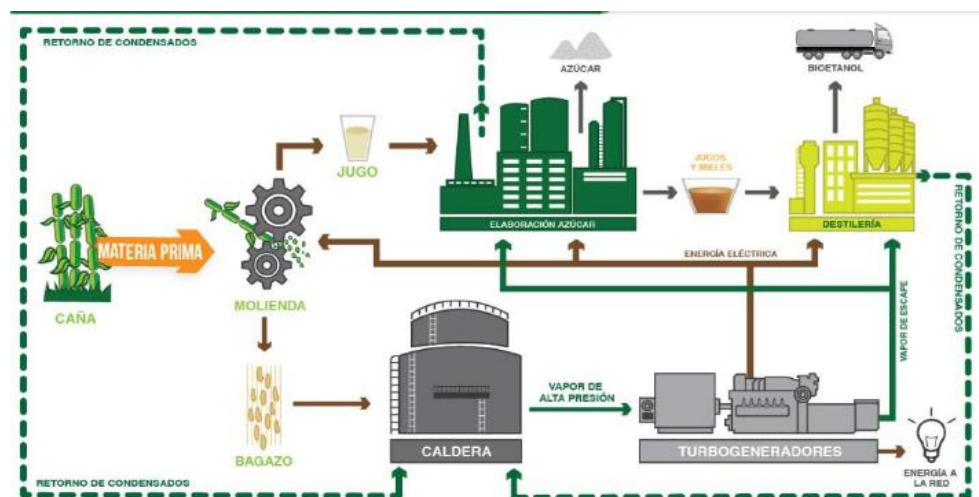 RETORNO DE CONDENSADOS
AZÚCAR
BIOETANOL
JUGO
JUGOS
Y MIELES
ELABORACIÓN AZÚCAR
DESTILERÍA
MATERIA PRIMA
CAÑA
MOLIENDA
ENERGÍA ELÉCTRICA
RETORNO DE CONDENSADOS
VAPOR DE ESCAPE
VAPOR DE
ALTA PRESIÓN
BAGAZO
CALDERA
TURBOGENERADORES
ENERGÍA A
LA RED
RETORNO DE CONDENSADOS